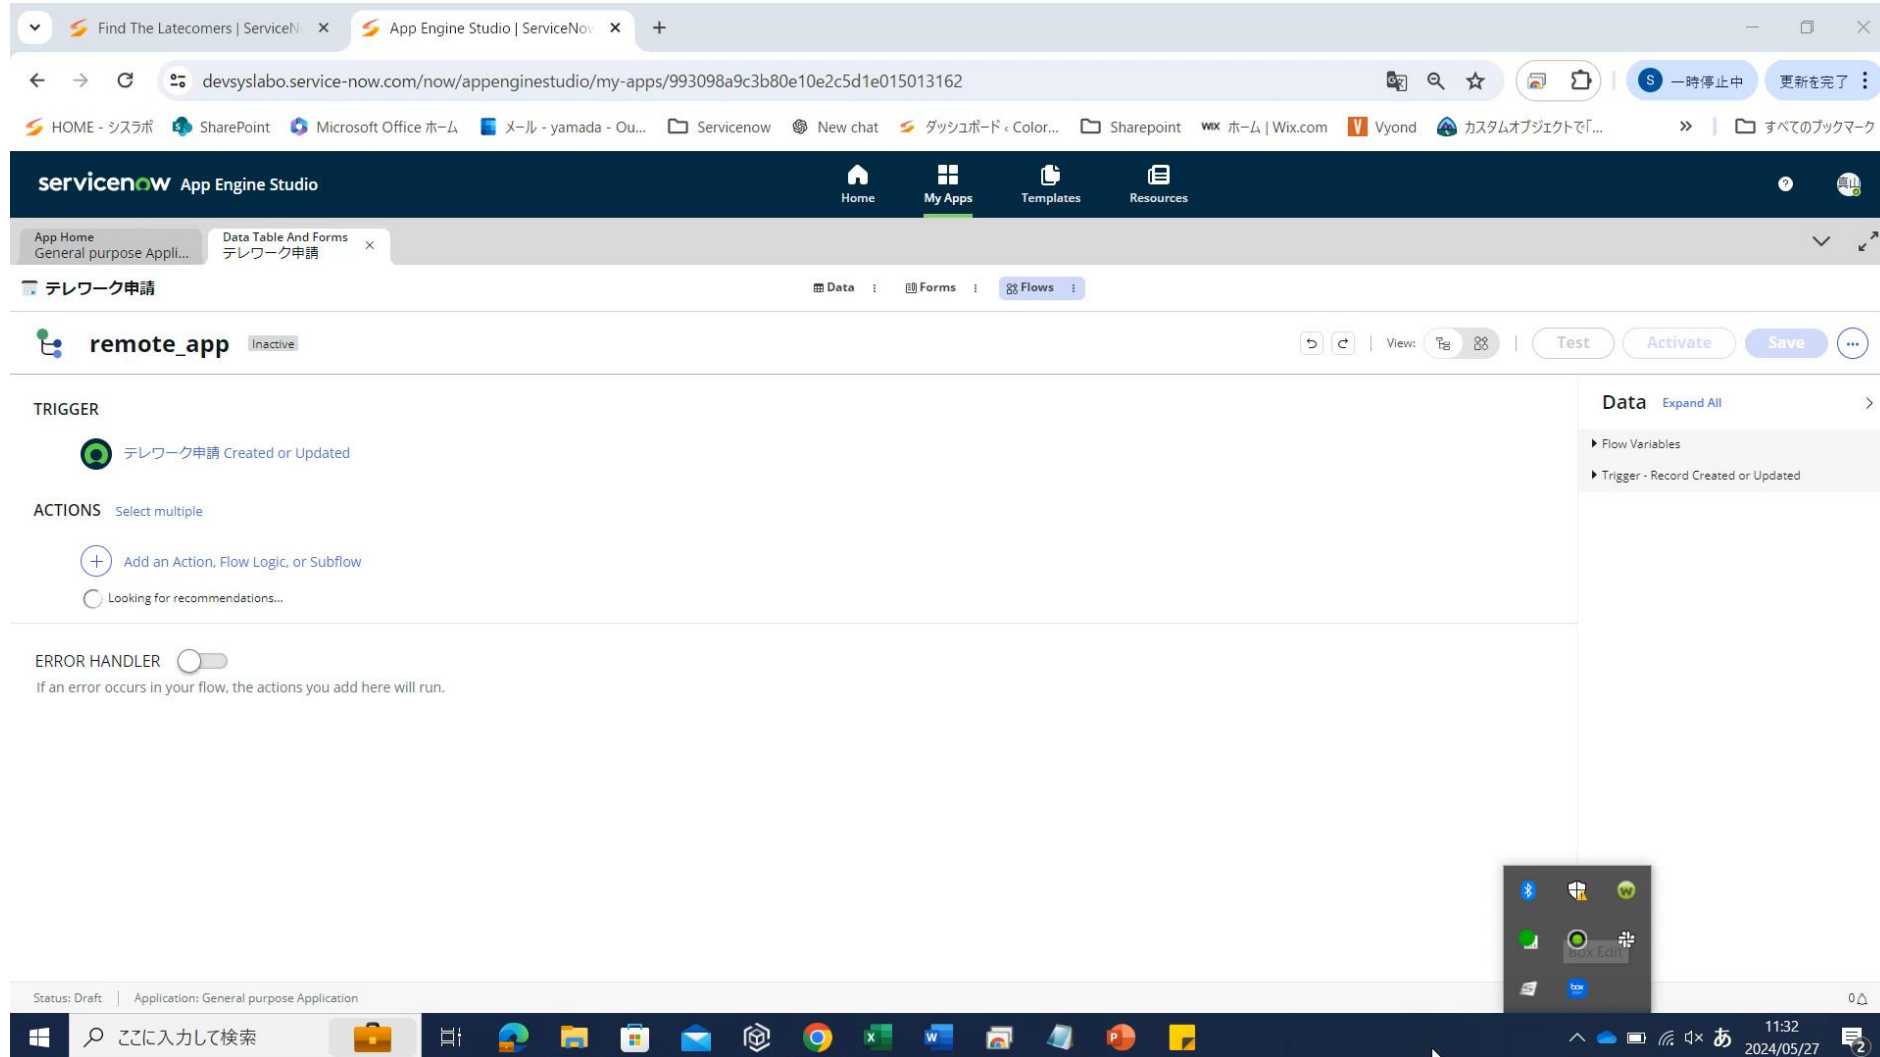 Find The Latecomers | ServiceN
App Engine Studio | ServiceNov
devsyslabo.service-now.com/now/appenginestudio/my-apps/993098a9c3b80e10e2c5d1e015013162
S 一時停止中
更新を完了
HOME - シスラボ
SharePoint
Microsoft Office ホーム
メール - yamada - Ou...
Servicenow
New chat
ダッシュボード ‹ Color...
Sharepoint
WiX ホーム | Wix.com
Vyond
カスタムオブジェクトで「...
»
すべてのブックマーク
servicenow App Engine Studio
Home
My Apps
Templates
Resources
真山
App Home
General purpose Appli...
Data Table And Forms
テレワーク申請
テレワーク申請
Data
Forms
Flows
remote_app Inactive
View:
Test
Activate
Save
TRIGGER
テレワーク申請 Created or Updated
ACTIONS Select multiple
Add an Action, Flow Logic, or Subflow
Looking for recommendations...
ERROR HANDLER
If an error occurs in your flow, the actions you add here will run.
Data Expand All
Flow Variables
Trigger - Record Created or Updated
Box Edit
box
Status: Draft
Application: General purpose Application
0
ここに入力して検索
あ
11:32
2024/05/27
2